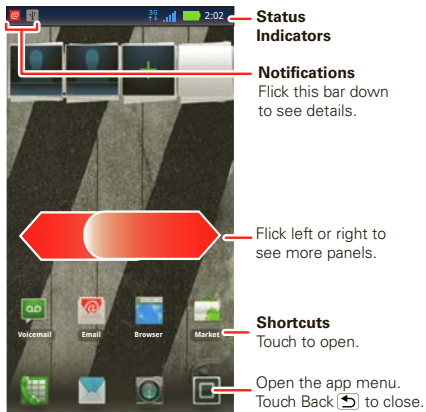 3G 2:02
Status
Indicators
Notifications
Flick this bar down
to see details.
Flick left or right to
see more panels.
Voicemail Email Browser Market
Shortcuts
Touch to open.
Open the app menu.
Touch Back to close.